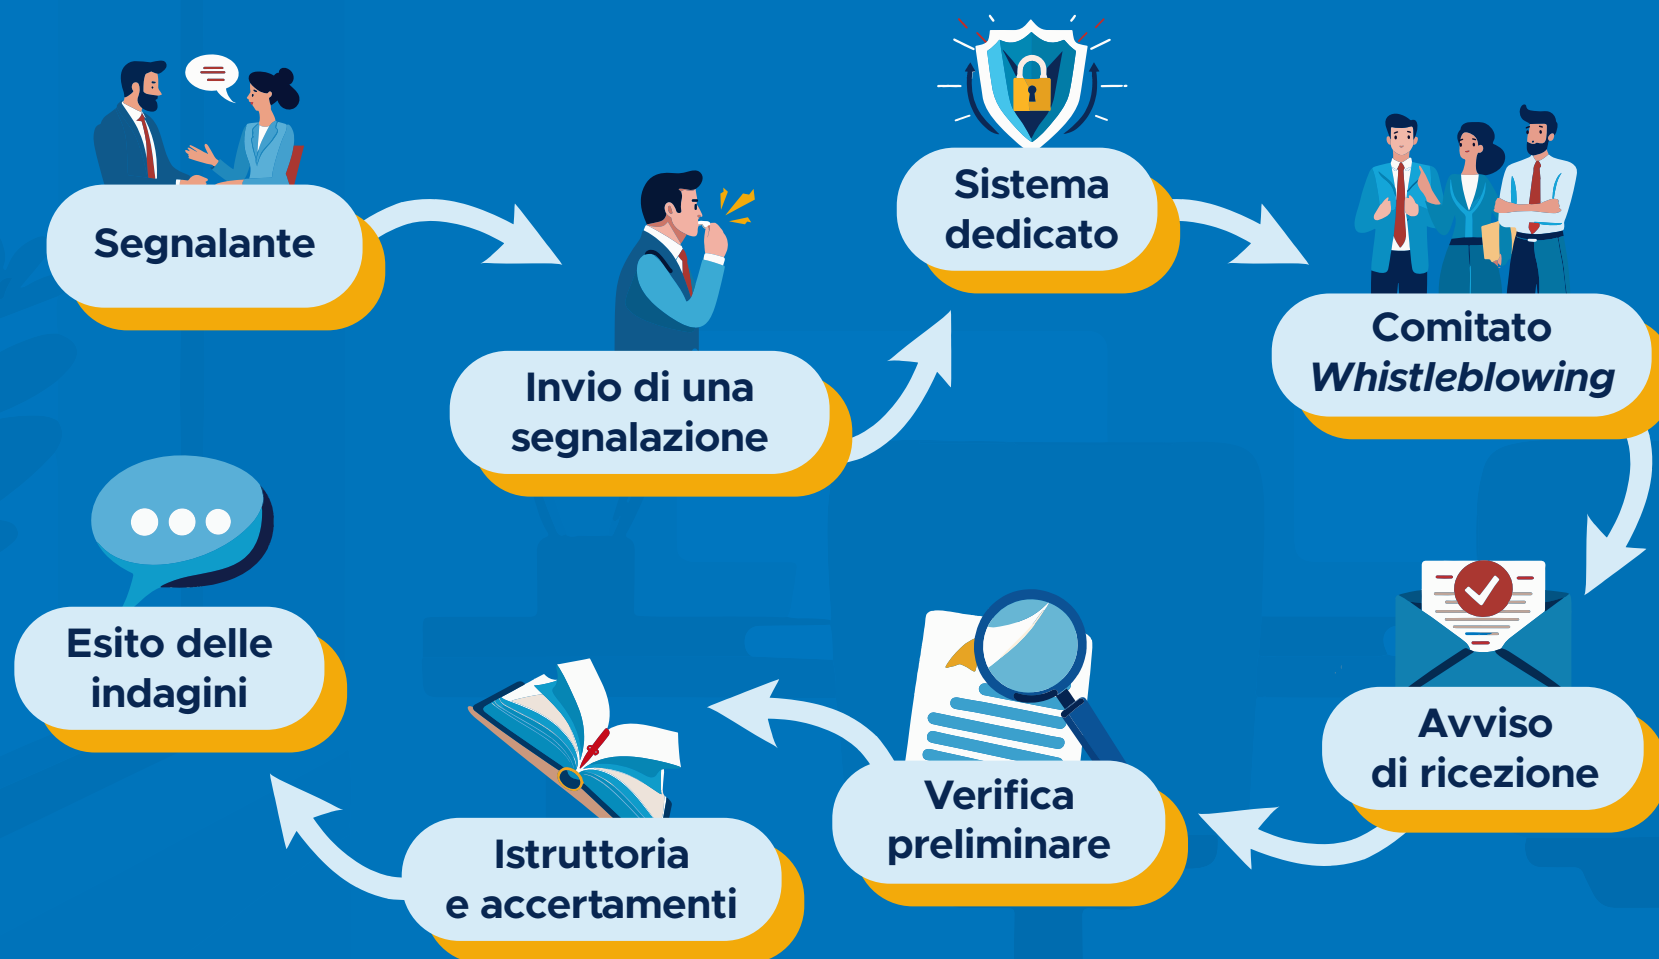 Segnalante
Invio di una
segnalazione
Sistema
dedicato
Comitato
Whistleblowing
Avviso
di ricezione
Verifica
preliminare
Istruttoria
e accertamenti
Esito delle
indagini